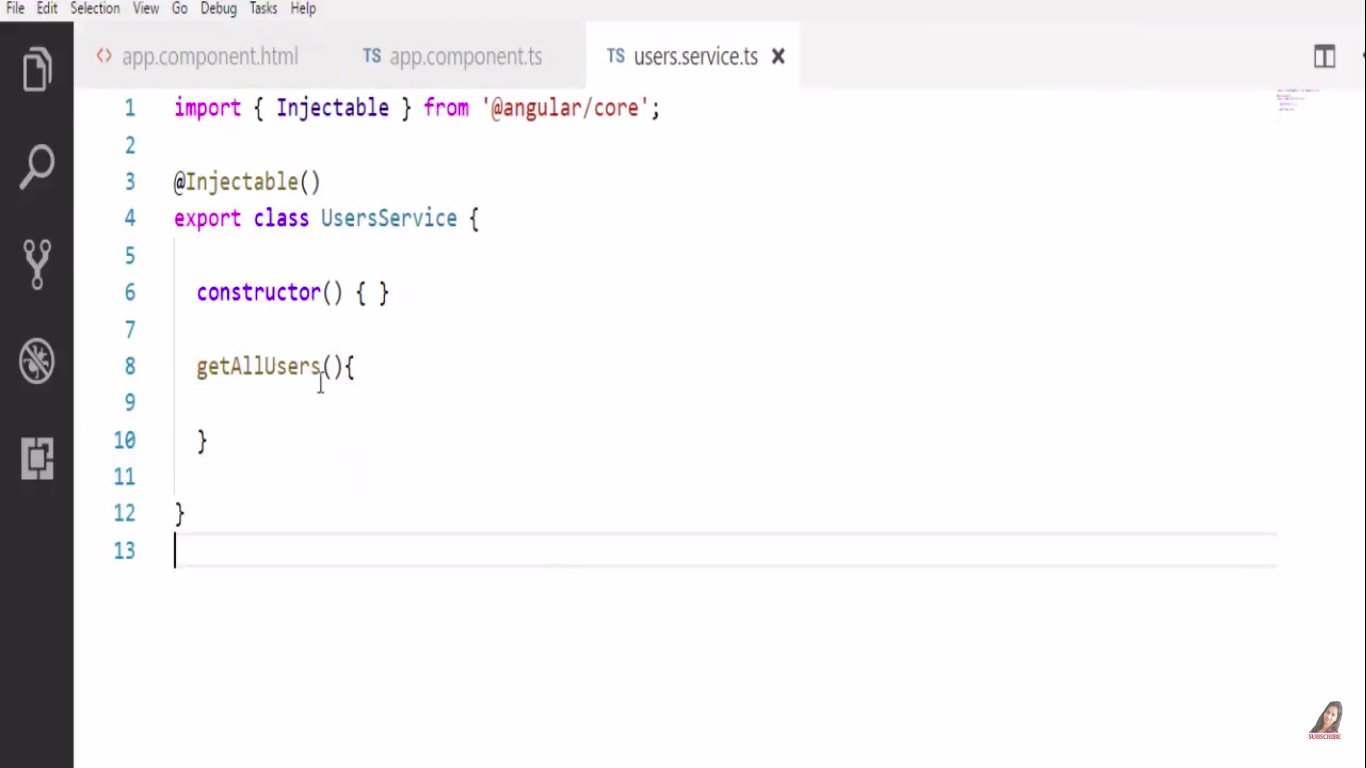 File Edit Selection View Go Debug Tasks Help
<> app.component.html TS app.component.ts TS users.service.ts
1 import { Injectable } from '@angular/core';
2
3 @Injectable()
4 export class UsersService {
5
6 constructor() { }
7
8 getAllUsers(){
9
10 }
11
12 }
13
SUBSCRIBE